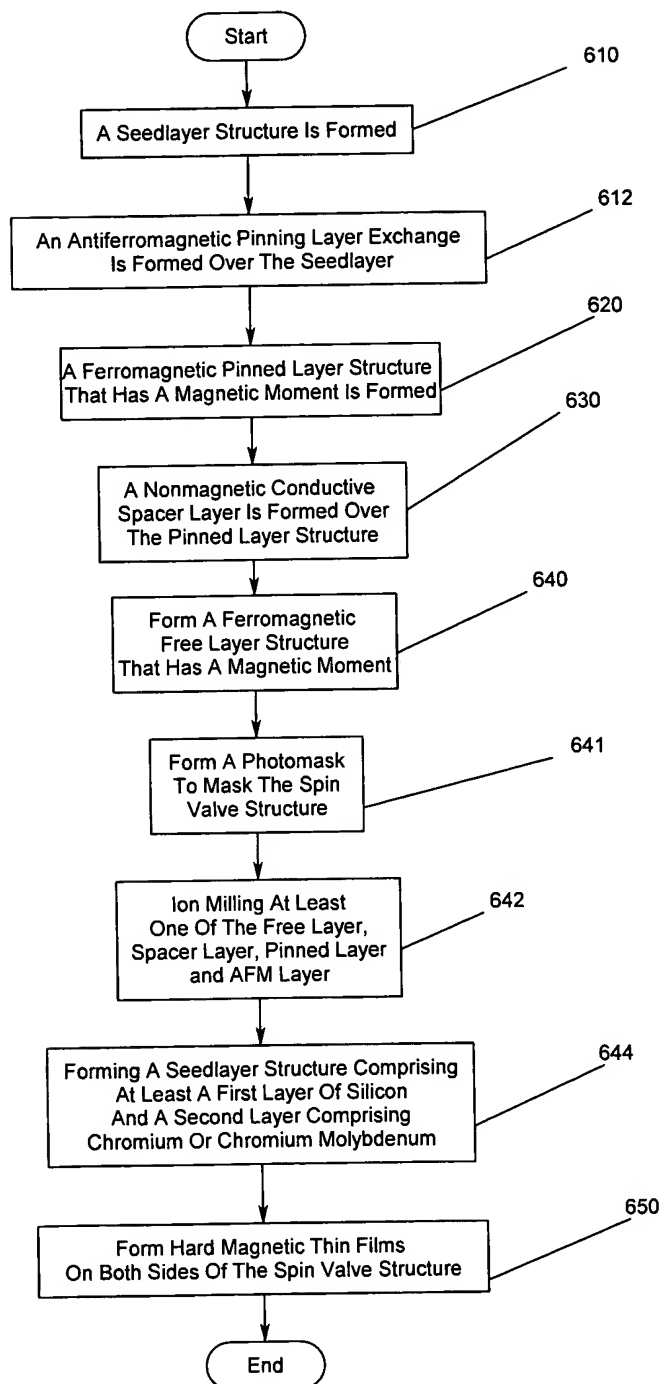 Start
610
A Seedlayer Structure Is Formed
612
An Antiferromagnetic Pinning Layer Exchange
Is Formed Over The Seedlayer
620
A Ferromagnetic Pinned Layer Structure
That Has A Magnetic Moment Is Formed
630
A Nonmagnetic Conductive
Spacer Layer Is Formed Over
The Pinned Layer Structure
640
Form A Ferromagnetic
Free Layer Structure
That Has A Magnetic Moment
641
Form A Photomask
To Mask The Spin
Valve Structure
642
Ion Milling At Least
One Of The Free Layer,
Spacer Layer, Pinned Layer
and AFM Layer
644
Forming A Seedlayer Structure Comprising
At Least A First Layer Of Silicon
And A Second Layer Comprising
Chromium Or Chromium Molybdenum
650
Form Hard Magnetic Thin Films
On Both Sides Of The Spin Valve Structure
End